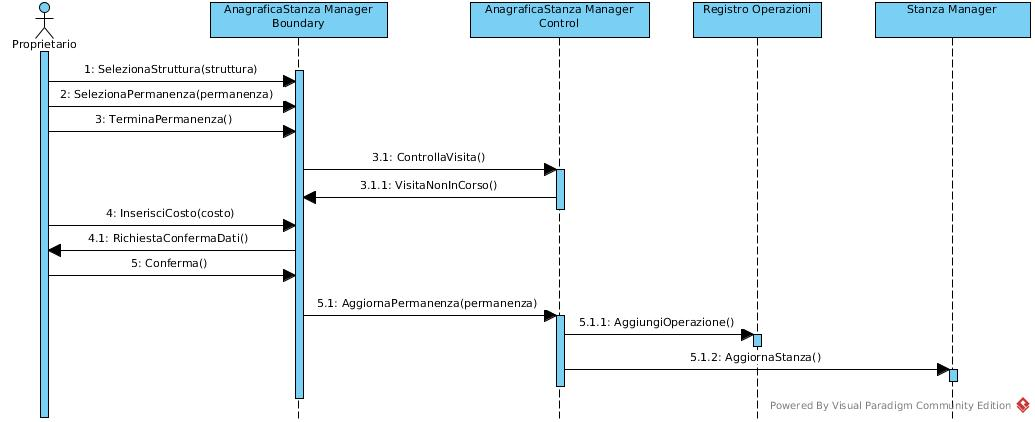 AnagraficaStanza Manager
Boundary
AnagraficaStanza Manager
Control
Registro Operazioni
Stanza Manager
Proprietario
1: SelezionaStruttura(struttura)
2: SelezionaPermanenza(permanenza)
3: TerminaPermanenza()
3.1: ControllaVisita()
3.1.1: VisitaNonInCorso()
4: InserisciCosto(costo)
4.1: RichiestaConfermaDati()
5: Conferma()
5.1: AggiornaPermanenza(permanenza)
5.1.1: AggiungiOperazione()
5.1.2: AggiornaStanza()
Powered By Visual Paradigm Community Edition